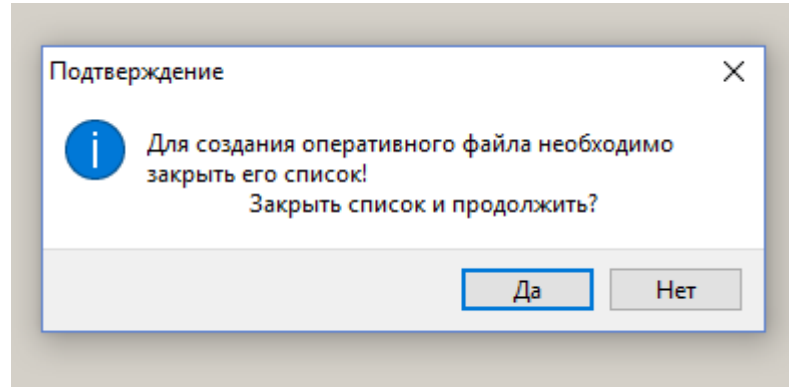 Подтверждение
Для создания оперативного файла необходимо
закрыть его список!
Закрыть список и продолжить?
Да Нет